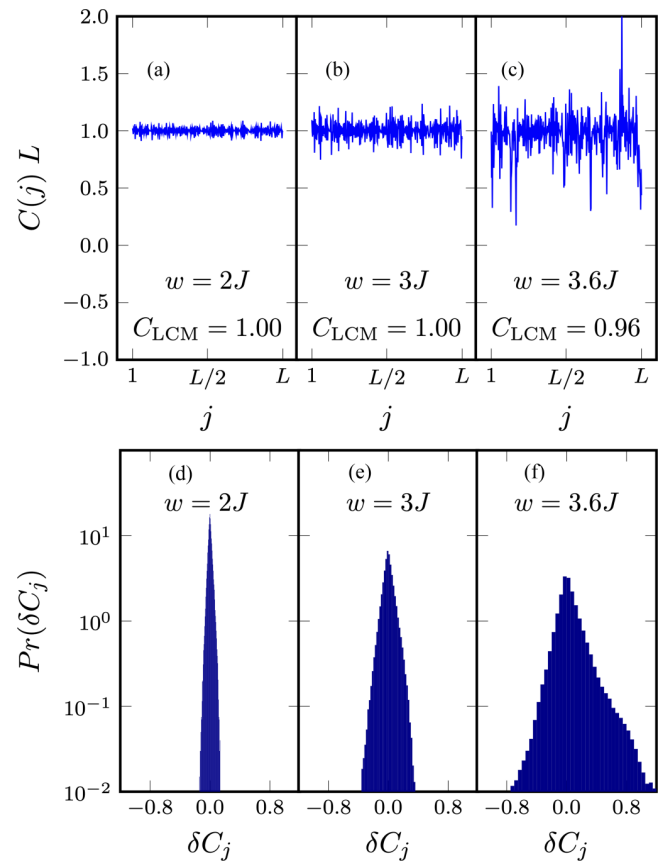 2.0
1.5
1.0
0.5
0.0
−0.5
−1.0
C(j) L
(a)
w = 2J
C_LCM = 1.00
(b)
w = 3J
C_LCM = 1.00
(c)
w = 3.6J
C_LCM = 0.96
1 L/2 L
1 L/2 L
1 L/2 L
j
j
j
10^1
10^0
10^−1
10^−2
Pr(δC_j)
(d)
w = 2J
(e)
w = 3J
(f)
w = 3.6J
−0.8 0.0 0.8
−0.8 0.0 0.8
−0.8 0.0 0.8
δC_j
δC_j
δC_j